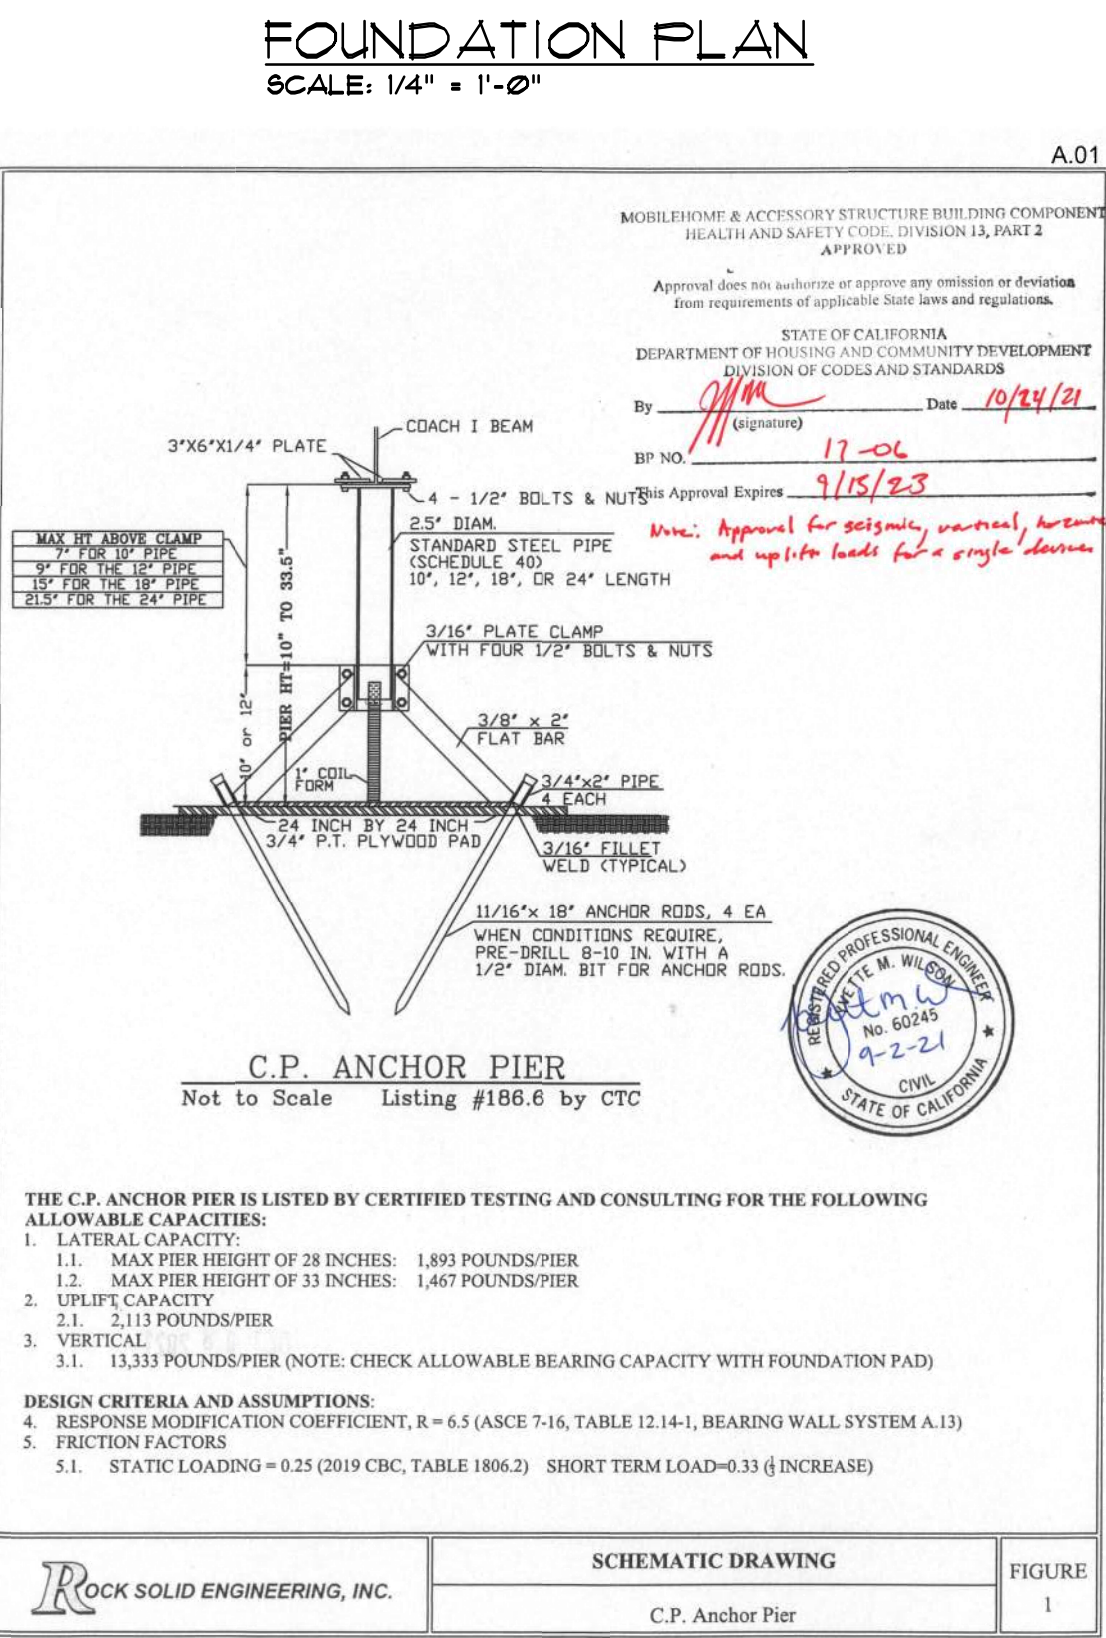 FOUNDATION PLAN
SCALE: 1/4" = 1'-0"
A.01
MOBILEHOME & ACCESSORY STRUCTURE BUILDING COMPONENT
HEALTH AND SAFETY CODE, DIVISION 13, PART 2
APPROVED
Approval does not authorize or approve any omission or deviation
from requirements of applicable State laws and regulations.
STATE OF CALIFORNIA
DEPARTMENT OF HOUSING AND COMMUNITY DEVELOPMENT
DIVISION OF CODES AND STANDARDS
By Date 10/24/21
(signature)
BP NO. 17-06
This Approval Expires 9/15/23
Note: Approval for seismic, vertical,
and uplift loads for a single devices
COACH I BEAM
3"X6"X1/4" PLATE
4 - 1/2" BOLTS & NUTS
2.5" DIAM.
STANDARD STEEL PIPE
(SCHEDULE 40)
10", 12", 18", OR 24" LENGTH
MAX HT ABOVE CLAMP
7" FOR 10" PIPE
9" FOR THE 12" PIPE
15" FOR THE 18" PIPE
21.5" FOR THE 24" PIPE
PIER HT=10" TO 33.5"
10" or 12"
3/16" PLATE CLAMP
WITH FOUR 1/2" BOLTS & NUTS
3/8" x 2"
FLAT BAR
1" COIL
FORM
3/4"x2" PIPE
4 EACH
24 INCH BY 24 INCH
3/4" P.T. PLYWOOD PAD
3/16" FILLET
WELD (TYPICAL)
11/16"x 18" ANCHOR RODS, 4 EA
WHEN CONDITIONS REQUIRE,
PRE-DRILL 8-10 IN. WITH A
1/2" DIAM. BIT FOR ANCHOR RODS.
REGISTERED PROFESSIONAL ENGINEER
YVETTE M. WILSON
No. 60245
9-2-21
CIVIL
STATE OF CALIFORNIA
C.P. ANCHOR PIER
Not to Scale Listing #186.6 by CTC
THE C.P. ANCHOR PIER IS LISTED BY CERTIFIED TESTING AND CONSULTING FOR THE FOLLOWING
ALLOWABLE CAPACITIES:
1. LATERAL CAPACITY:
1.1. MAX PIER HEIGHT OF 28 INCHES: 1,893 POUNDS/PIER
1.2. MAX PIER HEIGHT OF 33 INCHES: 1,467 POUNDS/PIER
2. UPLIFT CAPACITY
2.1. 2,113 POUNDS/PIER
3. VERTICAL
3.1. 13,333 POUNDS/PIER (NOTE: CHECK ALLOWABLE BEARING CAPACITY WITH FOUNDATION PAD)
DESIGN CRITERIA AND ASSUMPTIONS:
4. RESPONSE MODIFICATION COEFFICIENT, R = 6.5 (ASCE 7-16, TABLE 12.14-1, BEARING WALL SYSTEM A.13)
5. FRICTION FACTORS
5.1. STATIC LOADING = 0.25 (2019 CBC, TABLE 1806.2) SHORT TERM LOAD=0.33 (1/3 INCREASE)
ROCK SOLID ENGINEERING, INC.
SCHEMATIC DRAWING
C.P. Anchor Pier
FIGURE
1